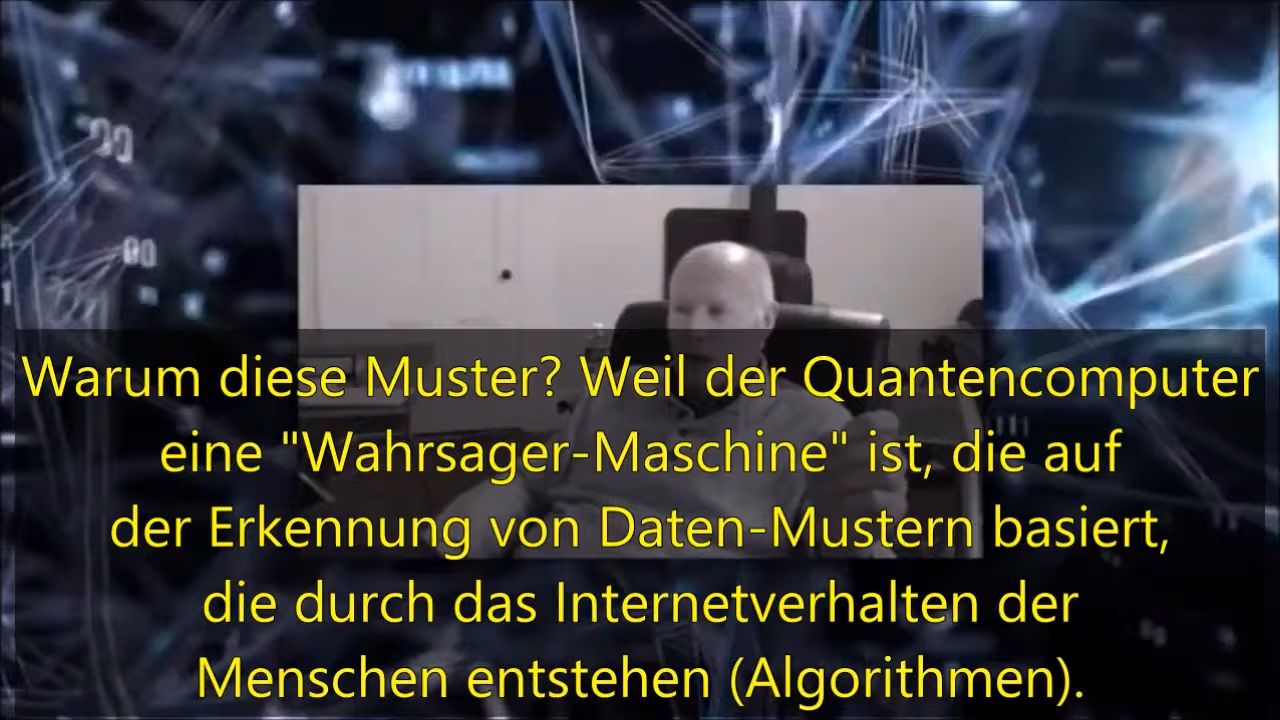 Warum diese Muster? Weil der Quantencomputer
eine "Wahrsager-Maschine" ist, die auf
der Erkennung von Daten-Mustern basiert,
die durch das Internetverhalten der
Menschen entstehen (Algorithmen).